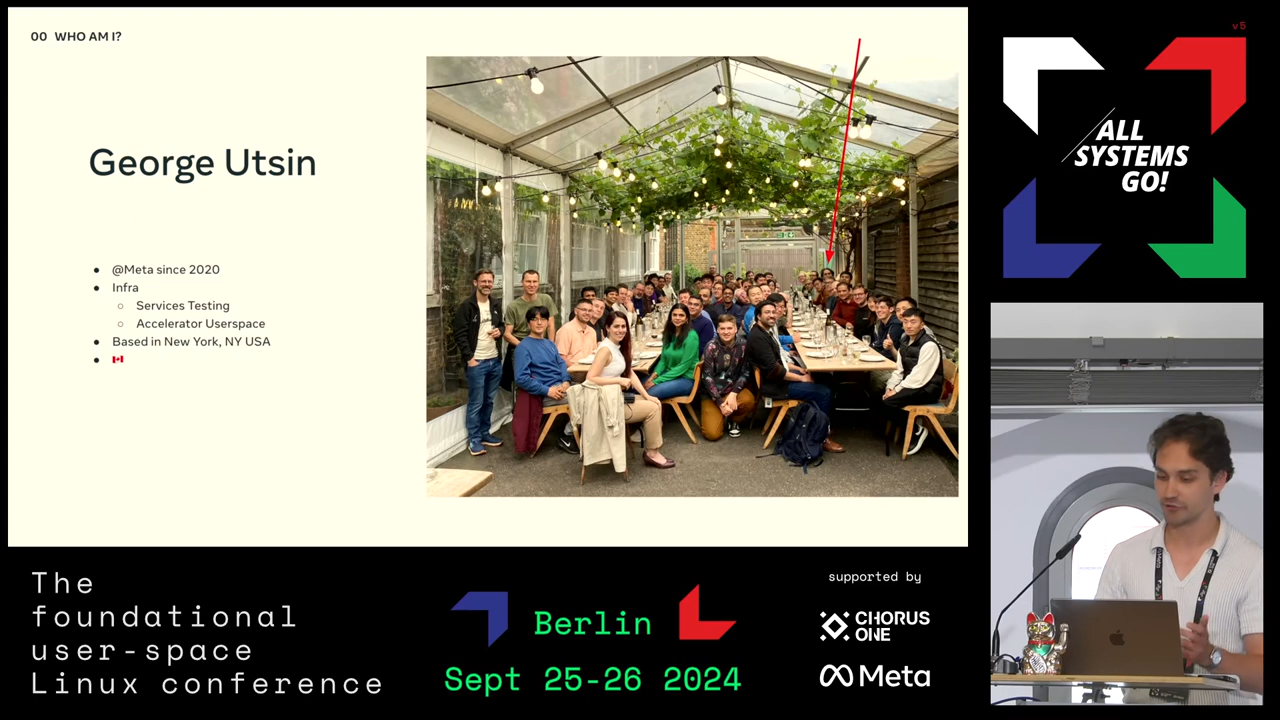 00 WHO AM I?
George Utsin
@Meta since 2020
Infra
Services Testing
Accelerator Userspace
Based in New York, NY USA
v5
ALL
SYSTEMS
GO!
The
foundational
user-space
Linux conference
Berlin
Sept 25-26 2024
supported by
CHORUS
ONE
Meta